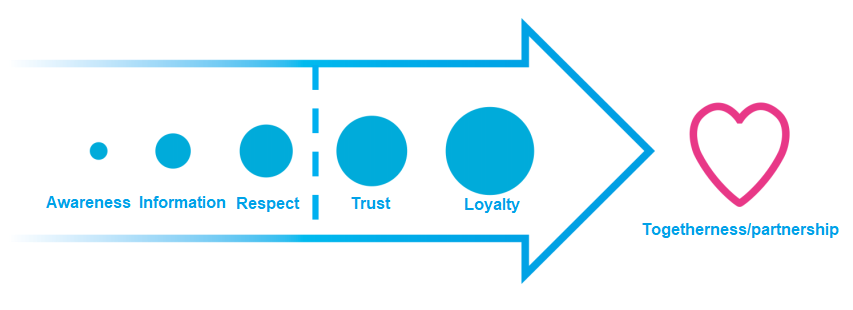 Awareness Information Respect Trust Loyalty
Togetherness/partnership